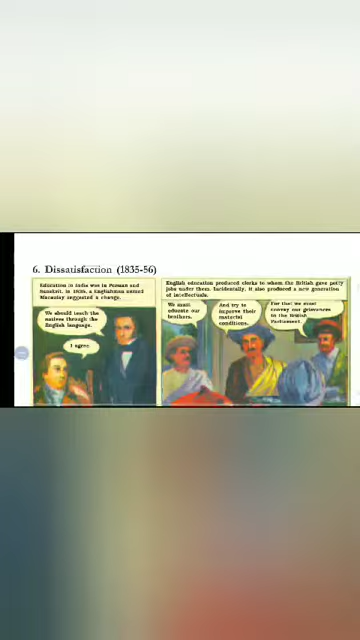 6. Dissatisfaction (1835-56)
Education in India was in Persian and
Sanskrit. In 1835, a Englishman named
Macaulay suggested a change.
English education produced clerks to whom the British gave petty
jobs under them. Incidentally, it also produced a new generation
of intellectuals.
We should teach the
natives through the
English language.
I agree
We must
educate our
brothers.
And try to
improve their
material
conditions.
For that we must
convey our grievances
to the British
Parliament.